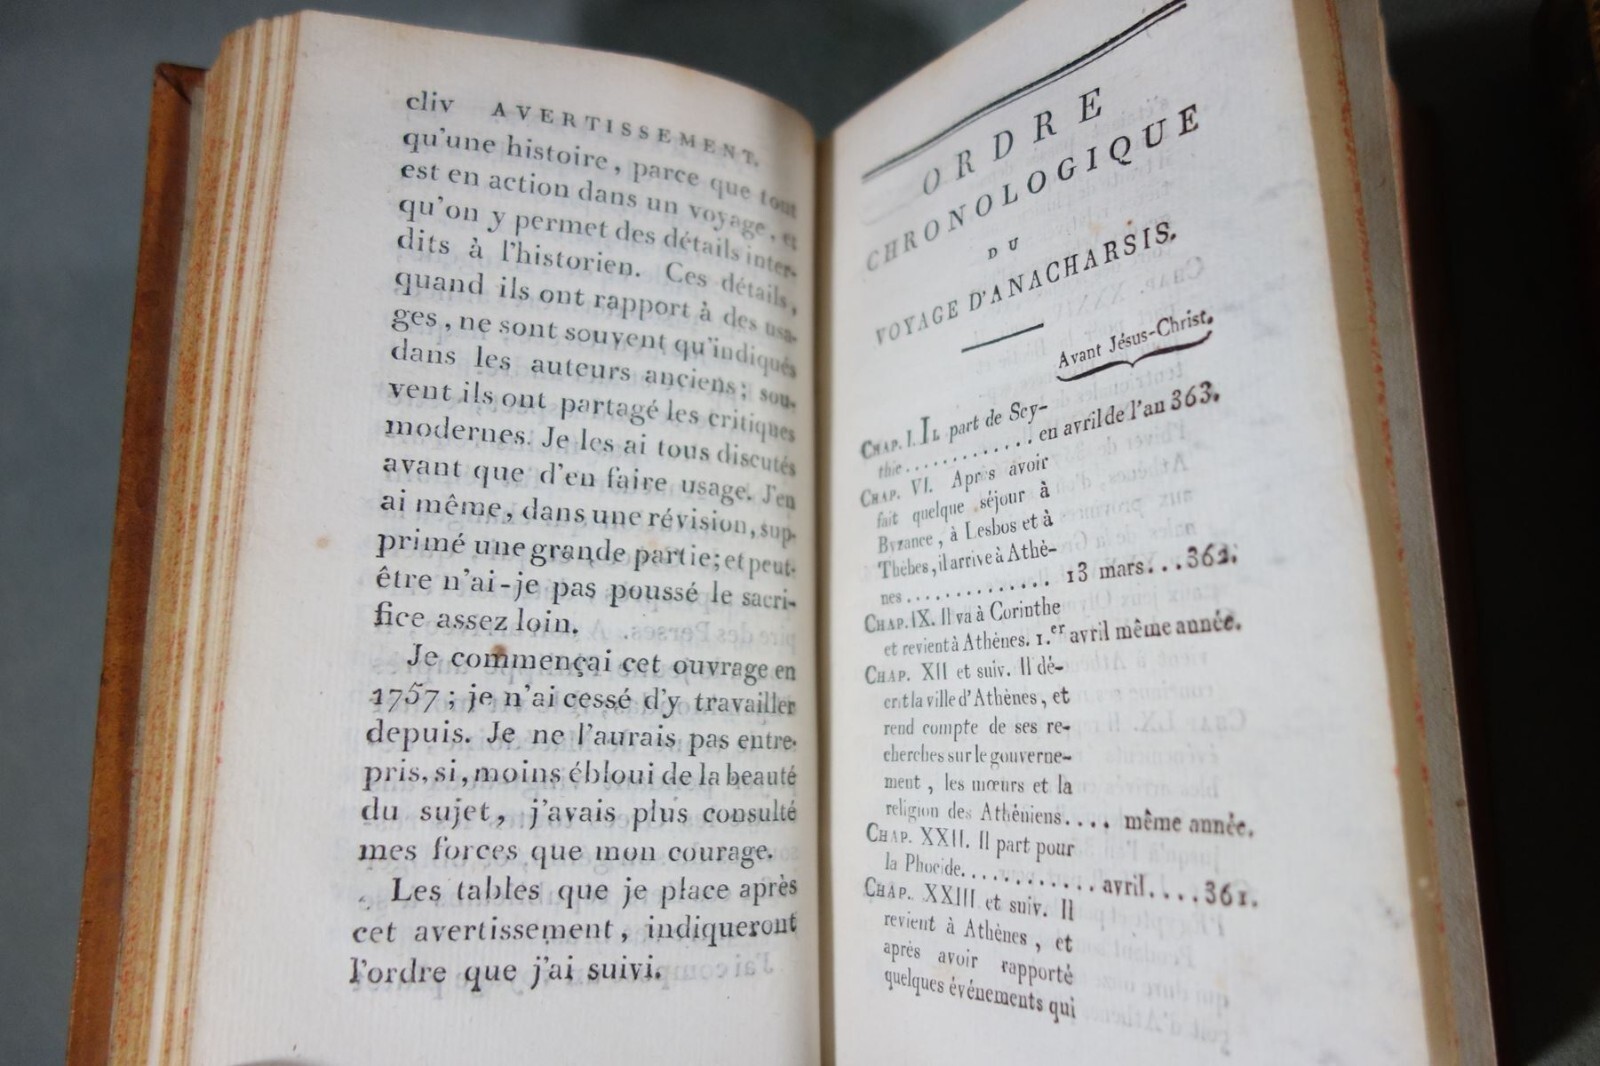 cliv AVERTISSEMENT.
qu'une histoire, parce que tout
est en action dans un voyage, et
qu'on y permet des détails inter-
dits à l'historien. Ces détails,
quand ils ont rapport à des usa-
ges, ne sont souvent qu'indiqués
dans les auteurs anciens; sou-
vent ils ont partagé les critiques
modernes. Je les ai tous discutés
avant que d'en faire usage. J'en
ai même, dans une révision, sup-
primé une grande partie; et peut-
être n'ai-je pas poussé le sacri-
fice assez loin.
Je commençai cet ouvrage en
1757; je n'ai cessé d'y travailler
depuis. Je ne l'aurais pas entre-
pris, si, moins ébloui de la beauté
du sujet, j'avais plus consulté
mes forces que mon courage.
Les tables que je place après
cet avertissement, indiqueront
l'ordre que j'ai suivi.
ORDRE
CHRONOLOGIQUE
DU
VOYAGE D'ANACHARSIS.
Avant Jésus-Christ.
CHAP. I. IL part de Scy-
thie............ en avril de l'an 363.
CHAP. VI. Après avoir
fait quelque séjour à
Byzance, à Lesbos et à
Thèbes, il arrive à Athè-
nes............. 13 mars...362.
CHAP. IX. Il va à Corinthe
et revient à Athènes. 1.er avril même année.
CHAP. XII et suiv. Il dé-
crit la ville d'Athènes, et
rend compte de ses re-
cherches sur le gouverne-
ment, les mœurs et la
religion des Athéniens.... même année.
CHAP. XXII. Il part pour
la Phocide............ avril....361.
CHAP. XXIII et suiv. Il
revient à Athènes, et
après avoir rapporté
quelques événements qui